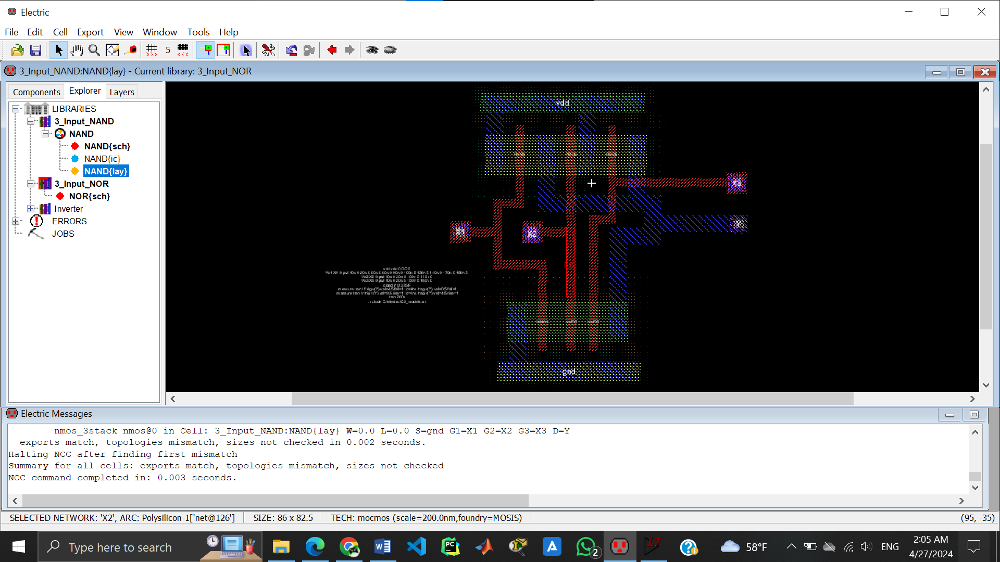 Electric
File Edit Cell Export View Window Tools Help
5
3_Input_NAND:NAND{lay} - Current library: 3_Input_NOR
Components Explorer Layers
LIBRARIES
3_Input_NAND
NAND
NAND{sch}
NAND{ic}
NAND{lay}
3_Input_NOR
NOR{sch}
Inverter
ERRORS
JOBS
vdd
X3
X1
X2
gnd
Electric Messages
nmos_3stack nmos@0 in Cell: 3_Input_NAND:NAND{lay} W=0.0 L=0.0 S=gnd G1=X1 G2=X2 G3=X3 D=Y
exports match, topologies mismatch, sizes not checked in 0.002 seconds.
Halting NCC after finding first mismatch
Summary for all cells: exports match, topologies mismatch, sizes not checked
NCC command completed in: 0.003 seconds.
SELECTED NETWORK: 'X2', ARC: Polysilicon-1['net@126'] SIZE: 86 x 82.5 TECH: mocmos (scale=200.0nm,foundry=MOSIS) (95, -35)
Type here to search
2
58°F
ENG
2:05 AM
4/27/2024